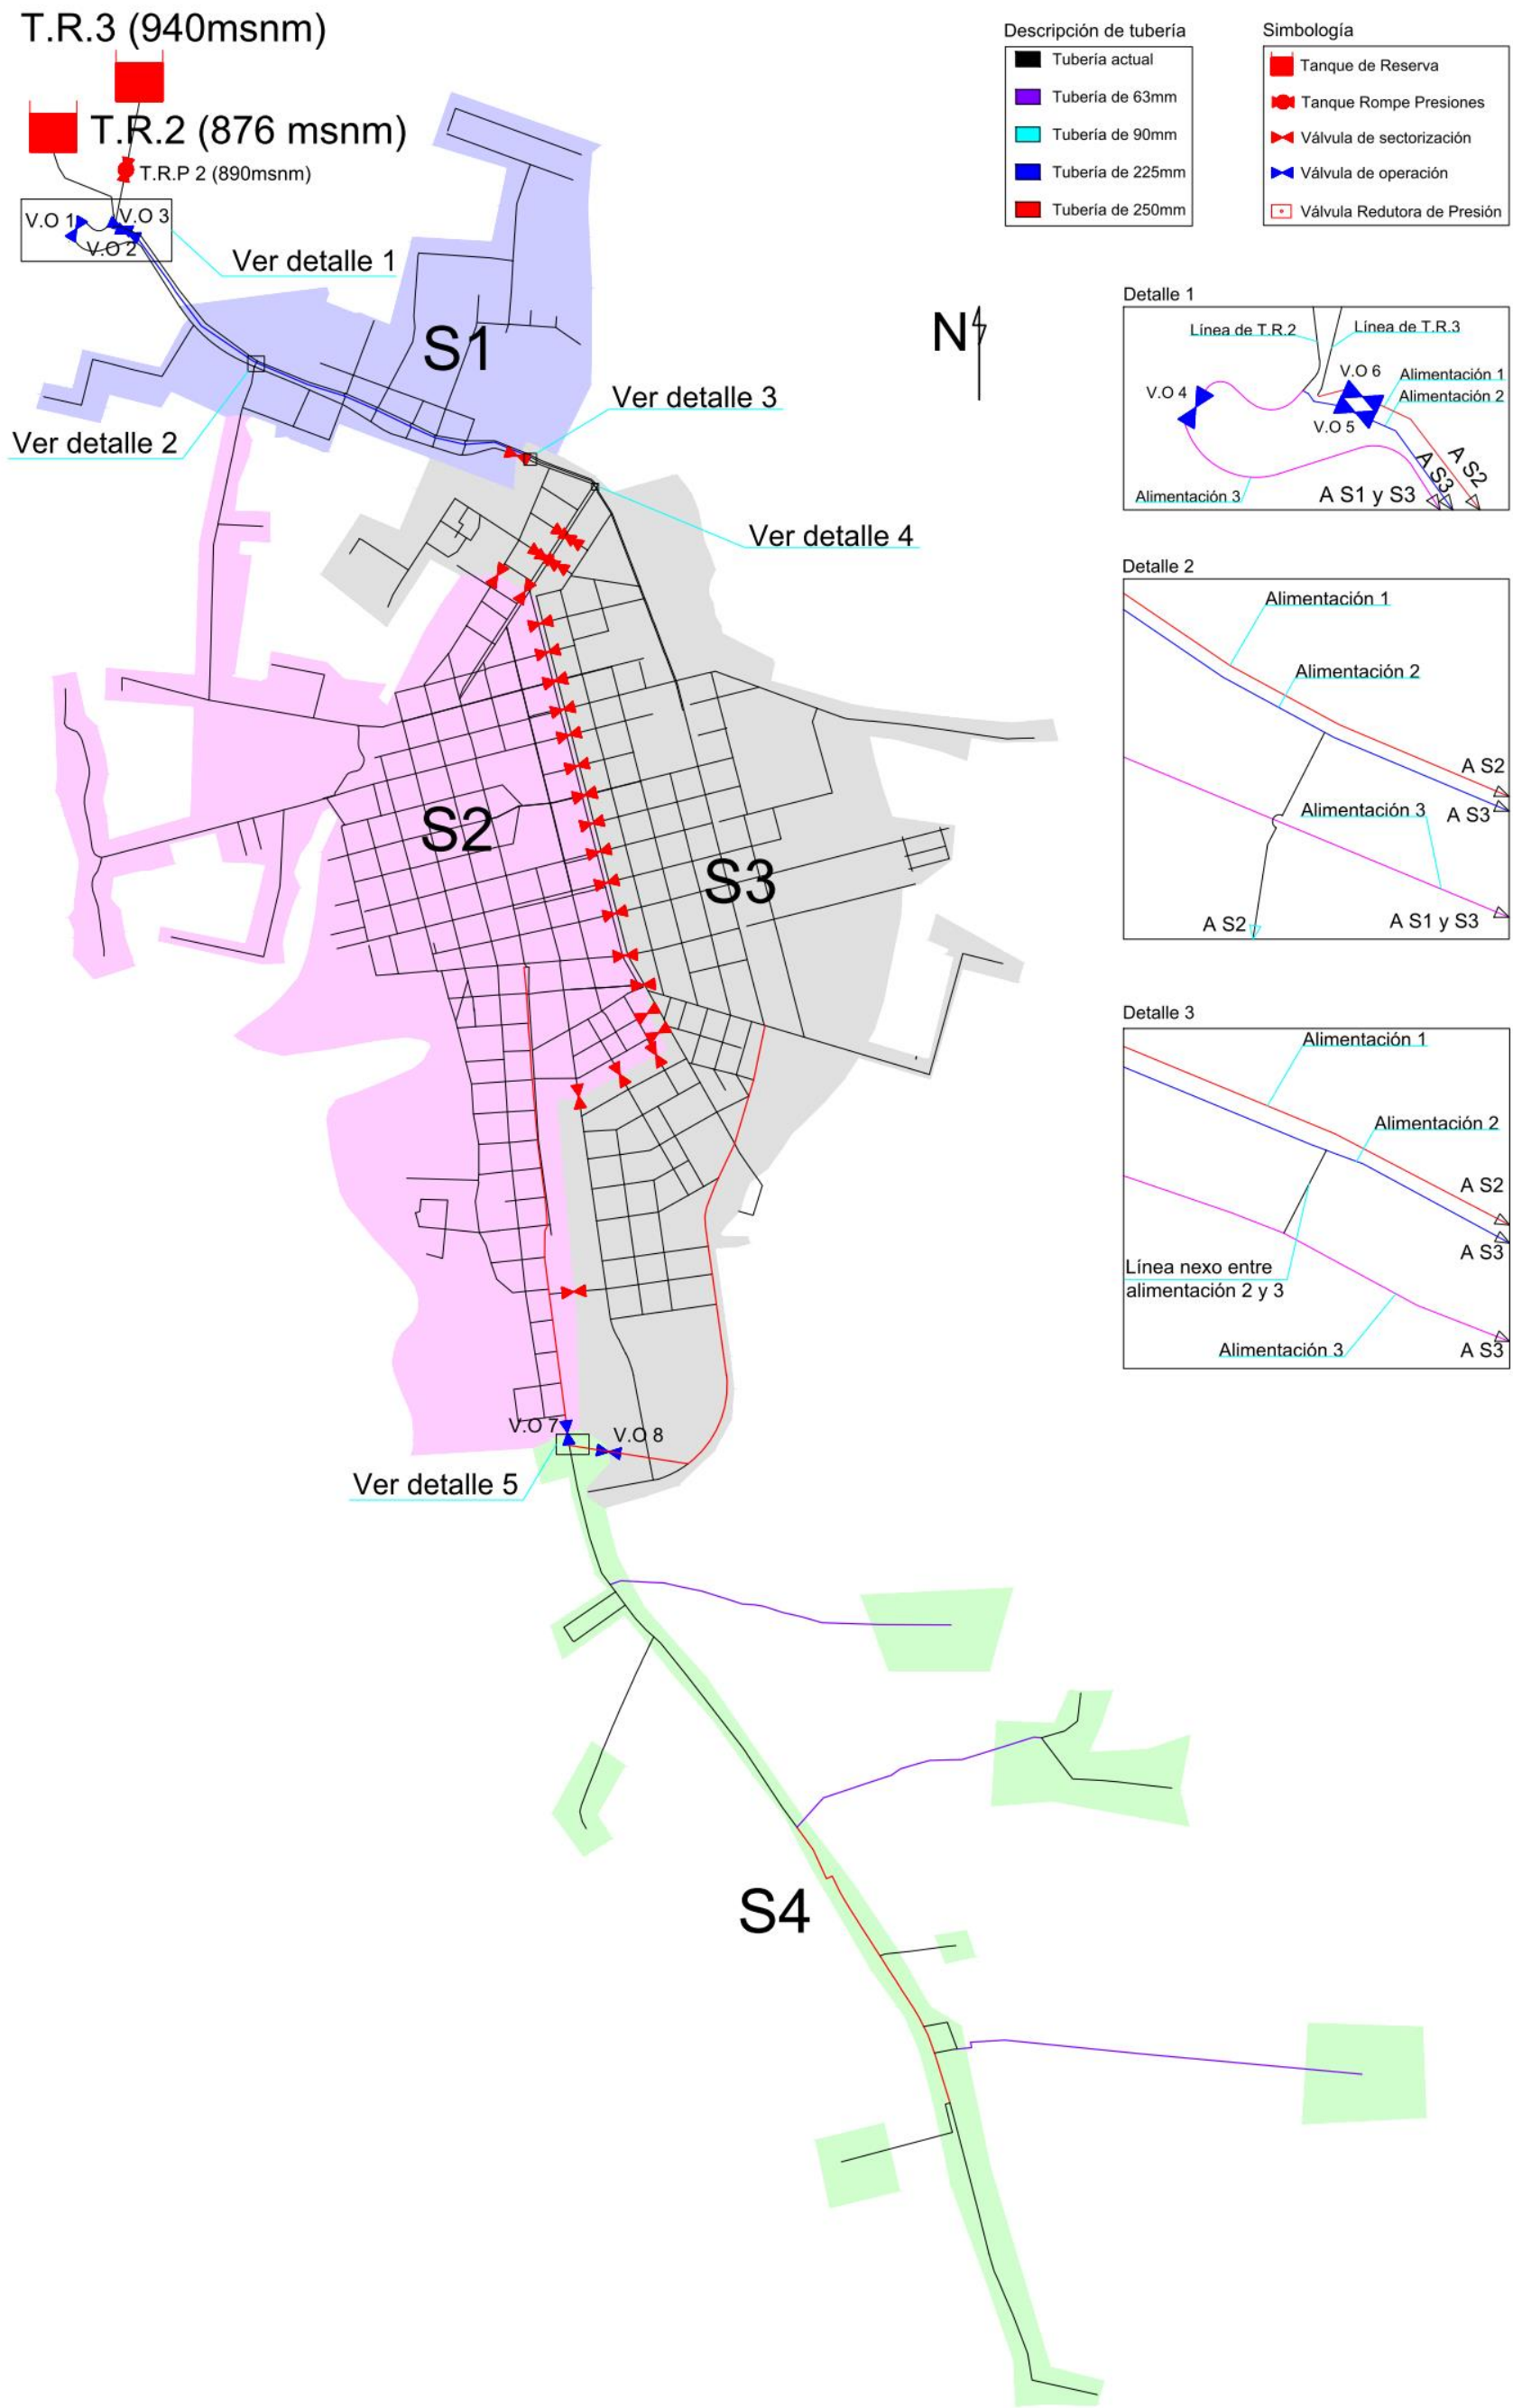 T.R.3 (940msnm)
T.R.2 (876 msnm)
T.R.P 2 (890msnm)
V.O 1
V.O 3
V.O 2
Ver detalle 1
S1
Ver detalle 2
Ver detalle 3
Ver detalle 4
N
S2
S3
V.O 7
V.O 8
Ver detalle 5
S4
Descripción de tubería
Tubería actual
Tubería de 63mm
Tubería de 90mm
Tubería de 225mm
Tubería de 250mm
Simbología
Tanque de Reserva
Tanque Rompe Presiones
Válvula de sectorización
Válvula de operación
Válvula Redutora de Presión
Detalle 1
Línea de T.R.2
Línea de T.R.3
V.O 4
V.O 6
Alimentación 1
Alimentación 2
V.O 5
A S3
A S2
Alimentación 3
A S1 y S3
Detalle 2
Alimentación 1
Alimentación 2
A S2
Alimentación 3
A S3
A S2
A S1 y S3
Detalle 3
Alimentación 1
Alimentación 2
A S2
A S3
Línea nexo entre
alimentación 2 y 3
Alimentación 3
A S3